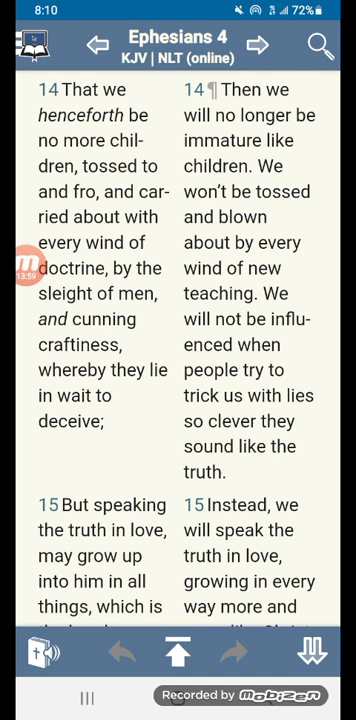 8:10
72%
Ephesians 4
KJV | NLT (online)
14 That we
henceforth be
no more chil-
dren, tossed to
and fro, and car-
ried about with
every wind of
doctrine, by the
sleight of men,
and cunning
craftiness,
whereby they lie
in wait to
deceive;
15 But speaking
the truth in love,
may grow up
into him in all
things, which is
14 ¶ Then we
will no longer be
immature like
children. We
won't be tossed
and blown
about by every
wind of new
teaching. We
will not be influ-
enced when
people try to
trick us with lies
so clever they
sound like the
truth.
15 Instead, we
will speak the
truth in love,
growing in every
way more and
13:59
Recorded by mobizen